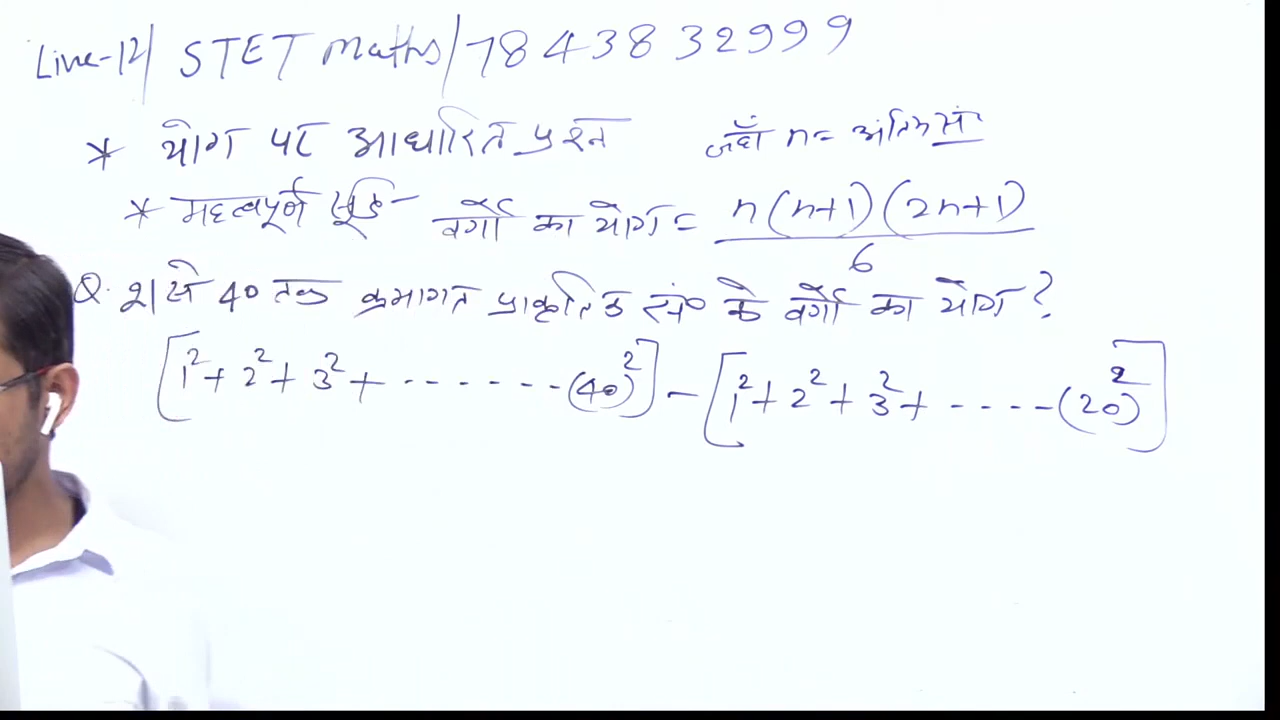 Live-12/ STET Maths/7843832999
* योग पर आधारित प्रश्न जहाँ n = अंतिम सं
* महत्वपूर्ण वर्गो का योग = n(n+1)(2n+1)/6
Q. 21 से 40 तक क्रमागत प्राकृतिक सं० के वर्गो का योग?
[1² + 2² + 3² + ------(40)²] - [1² + 2² + 3² + ----(20)²]